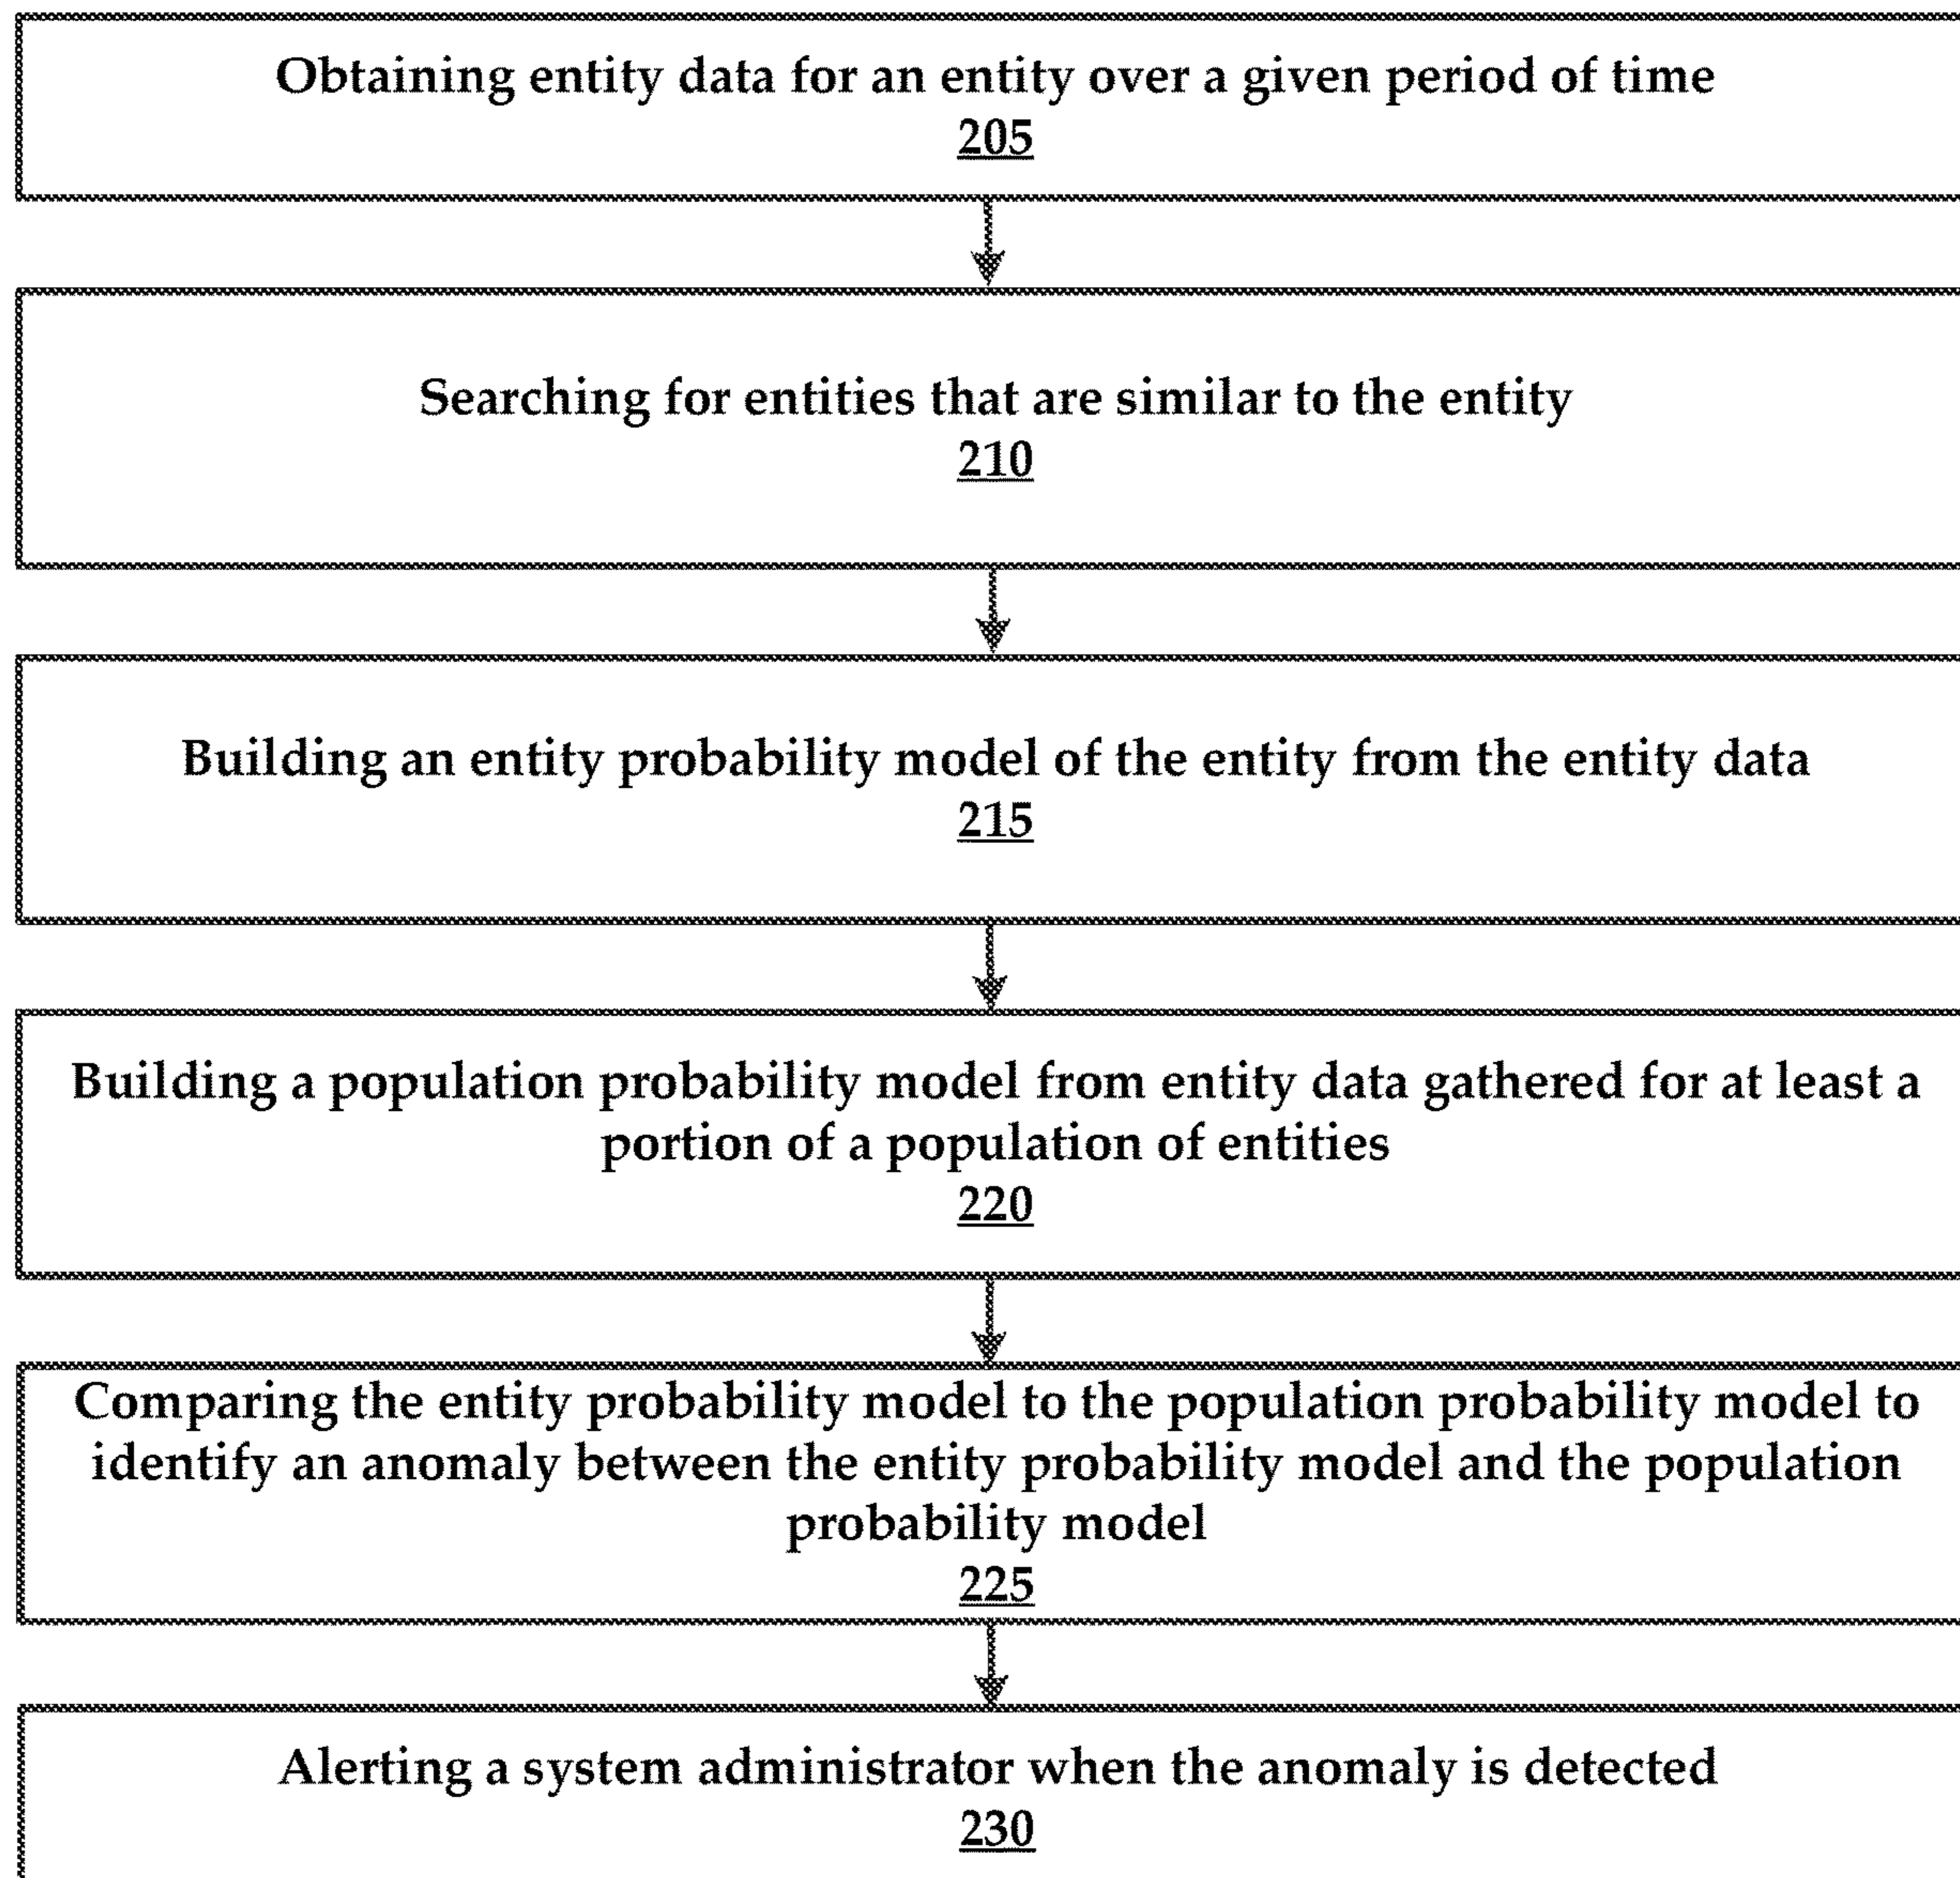 Obtaining entity data for an entity over a given period of time
205
Searching for entities that are similar to the entity
210
Building an entity probability model of the entity from the entity data
215
Building a population probability model from entity data gathered for at least a
portion of a population of entities
220
Comparing the entity probability model to the population probability model to
identify an anomaly between the entity probability model and the population
probability model
225
Alerting a system administrator when the anomaly is detected
230